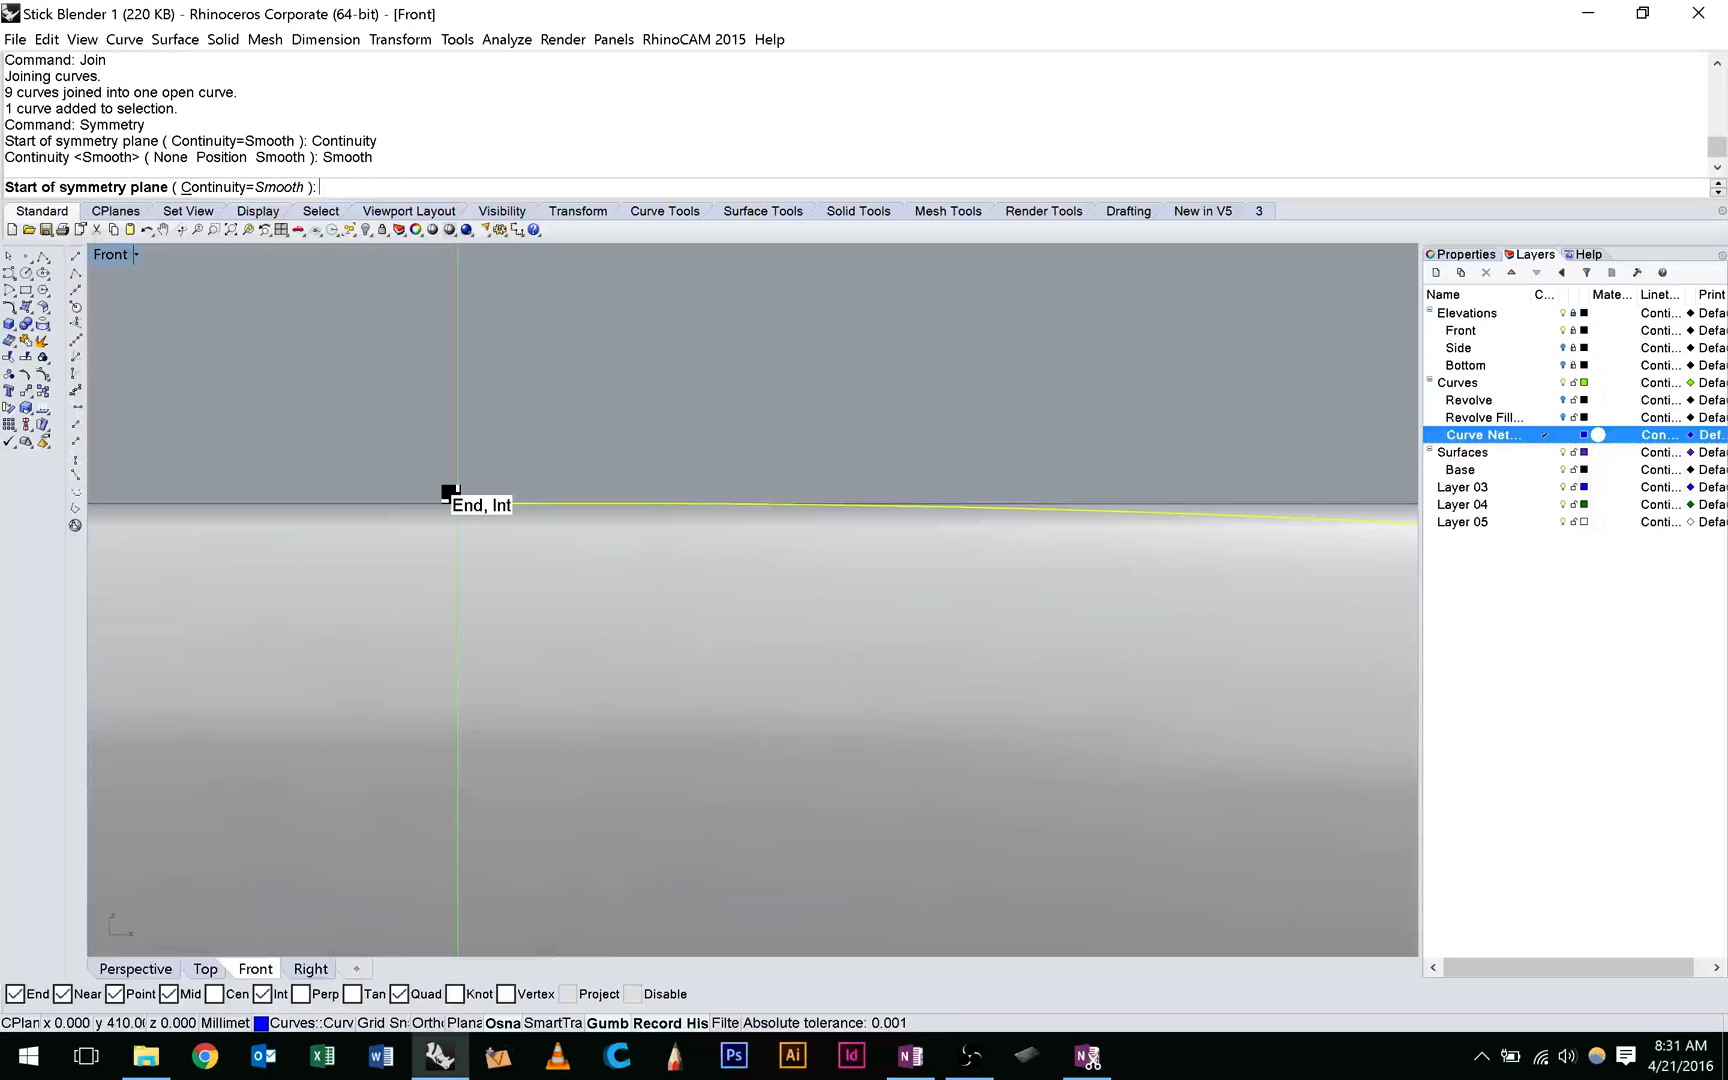 Stick Blender 1 (220 KB) - Rhinoceros Corporate (64-bit) - [Front]
File Edit View Curve Surface Solid Mesh Dimension Transform Tools Analyze Render Panels RhinoCAM 2015 Help
Command: Join
Joining curves.
9 curves joined into one open curve.
1 curve added to selection.
Command: Symmetry
Start of symmetry plane ( Continuity=Smooth ): Continuity
Continuity <Smooth> ( None Position Smooth ): Smooth
Start of symmetry plane ( Continuity=Smooth ):
Standard CPlanes Set View Display Select Viewport Layout Visibility Transform Curve Tools Surface Tools Solid Tools Mesh Tools Render Tools Drafting New in V5 3
Front
Properties Layers Help
Name C... Mate... Linet... Print
Elevations Conti... Defa
Front Conti... Defa
Side Conti... Defa
Bottom Conti... Defa
Curves Conti... Defa
Revolve Conti... Defa
Revolve Fill... Conti... Defa
Curve Net... Con... Def..
Surfaces Conti... Defa
Base Conti... Defa
Layer 03 Conti... Defa
Layer 04 Conti... Defa
Layer 05 Conti... Defa
End, Int
x
Perspective Top Front Right
End Near Point Mid Cen Int Perp Tan Quad Knot Vertex Project Disable
CPlan x 0.000 y 410.0 z 0.000 Millimet Curves::Curv Grid Sn Ortho Plana Osna SmartTra Gumb Record His Filte Absolute tolerance: 0.001
Ps Ai Id N
8:31 AM
4/21/2016